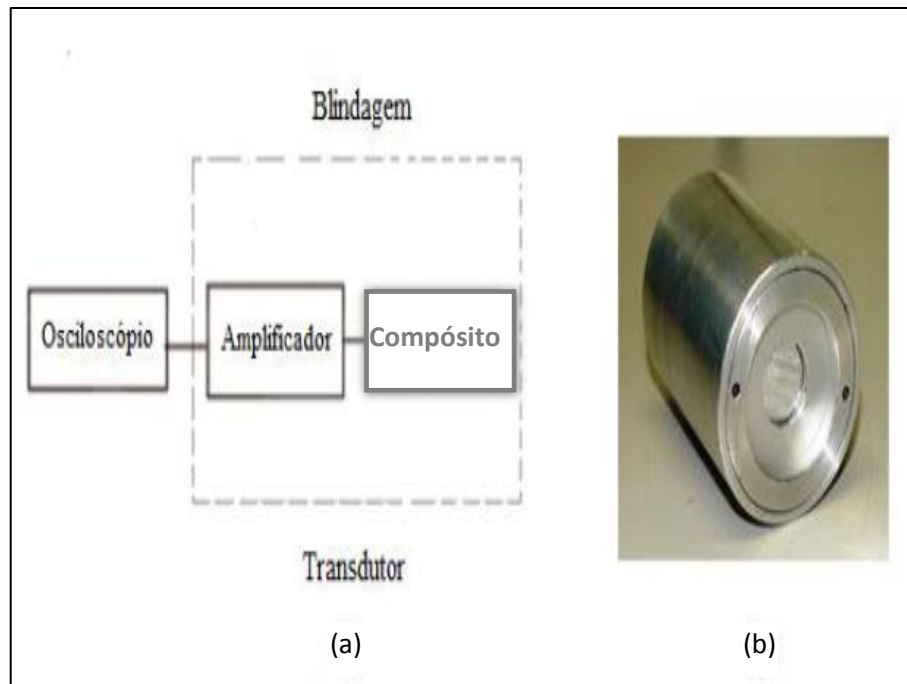 Blindagem
Osciloscópio
Amplificador
Compósito
Transdutor
(a)
(b)